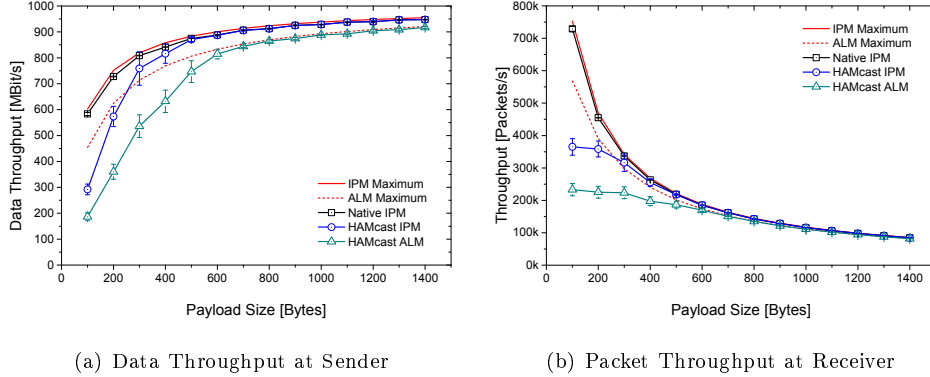 1000
900
800
700
600
500
400
300
200
100
0
Data Throughput [MBit/s]
IPM Maximum
ALM Maximum
Native IPM
HAMcast IPM
HAMcast ALM
0 200 400 600 800 1000 1200 1400
Payload Size [Bytes]
(a) Data Throughput at Sender
800k
700k
600k
500k
400k
300k
200k
100k
0k
Throughput [Packets/s]
IPM Maximum
ALM Maximum
Native IPM
HAMcast IPM
HAMcast ALM
0 200 400 600 800 1000 1200 1400
Payload Size [Bytes]
(b) Packet Throughput at Receiver